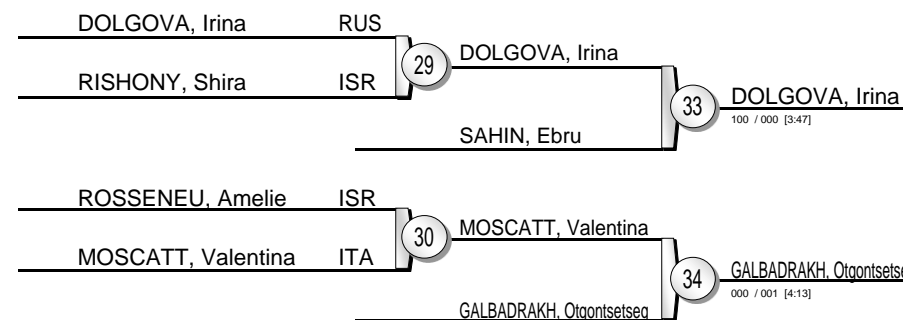 DOLGOVA, Irina RUS
29
DOLGOVA, Irina
RISHONY, Shira ISR
33
DOLGOVA, Irina
100 / 000 [3:47]
SAHIN, Ebru
ROSSENEU, Amelie ISR
30
MOSCATT, Valentina
MOSCATT, Valentina ITA
34
GALBADRAKH,
000 / 001 [4:13]
GALBADRAKH, Otgontsetseg